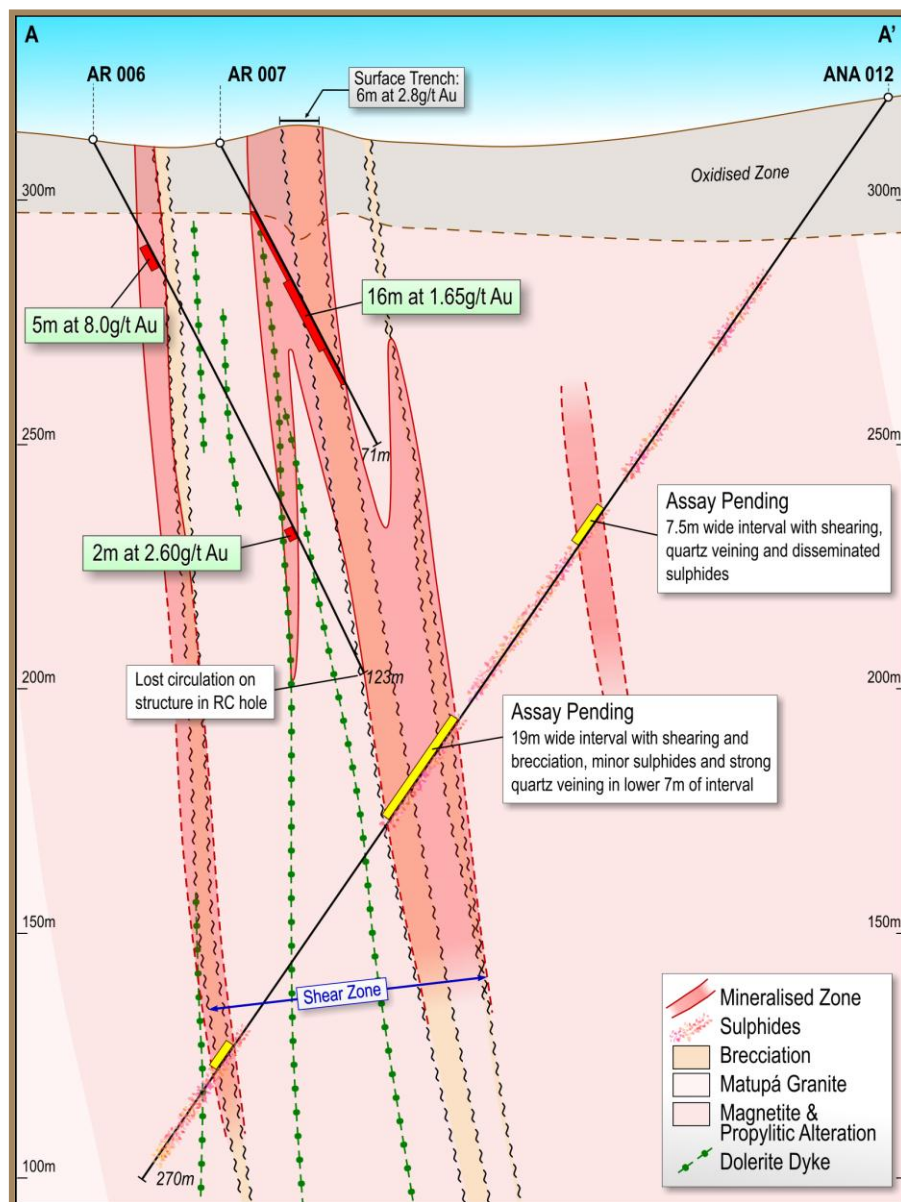 A
A'
AR 006
AR 007
Surface Trench:
6m at 2.8g/t Au
ANA 012
Oxidised Zone
300m
300m
5m at 8.0g/t Au
16m at 1.65g/t Au
250m
250m
71m
Assay Pending
7.5m wide interval with shearing,
quartz veining and disseminated
sulphides
2m at 2.60g/t Au
200m
200m
Lost circulation on
structure in RC hole
123m
Assay Pending
19m wide interval with shearing and
brecciation, minor sulphides and strong
quartz veining in lower 7m of interval
150m
150m
Shear Zone
Mineralised Zone
Sulphides
Brecciation
Matupá Granite
Magnetite &
Propylitic Alteration
Dolerite Dyke
100m
100m
270m